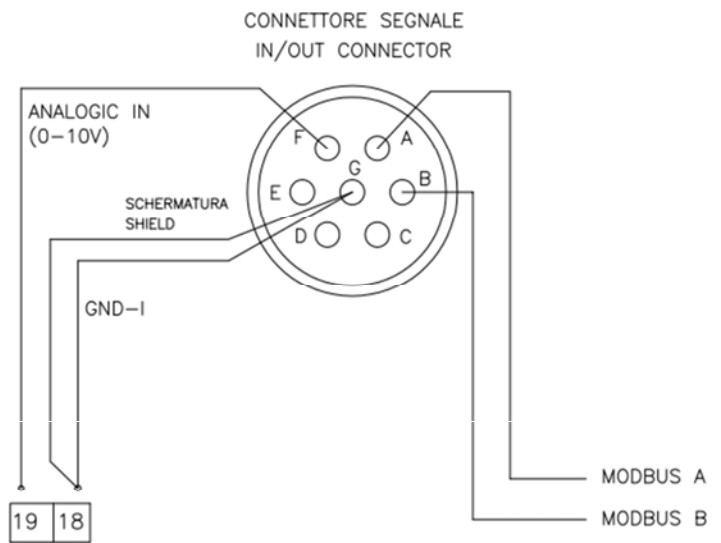 CONNETTORE SEGNALE
IN/OUT CONNECTOR
ANALOGIC IN
(0-10V)
F
A
G
E
B
SCHERMATURA
SHIELD
D
C
GND-I
MODBUS A
MODBUS B
19 18